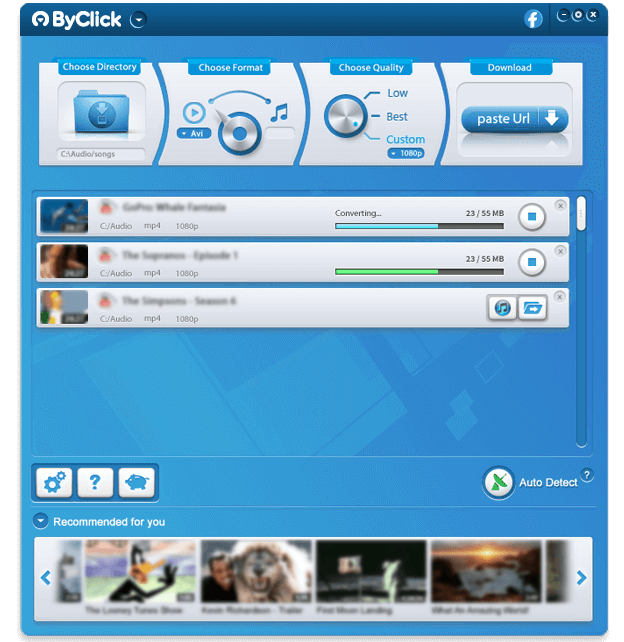 ByClick
Choose Directory
Choose Format
Choose Quality
Download
Low
Best
Custom
1080p
Avi
paste Url
C:\Audio/songs
GoPro Whale Fantasia
Converting...
23 / 55 MB
C:/Audio mp4 1080p
The Sopranos - Episode 1
23 / 55 MB
C:/Audio mp4 1080p
The Simpsons - Season 6
C:/Audio mp4 1080p
?
Auto Detect ?
Recommended for you
The Looney Tunes Show
Kevin Richardson - Trailer
First Moon Landing
What An Amazing World!